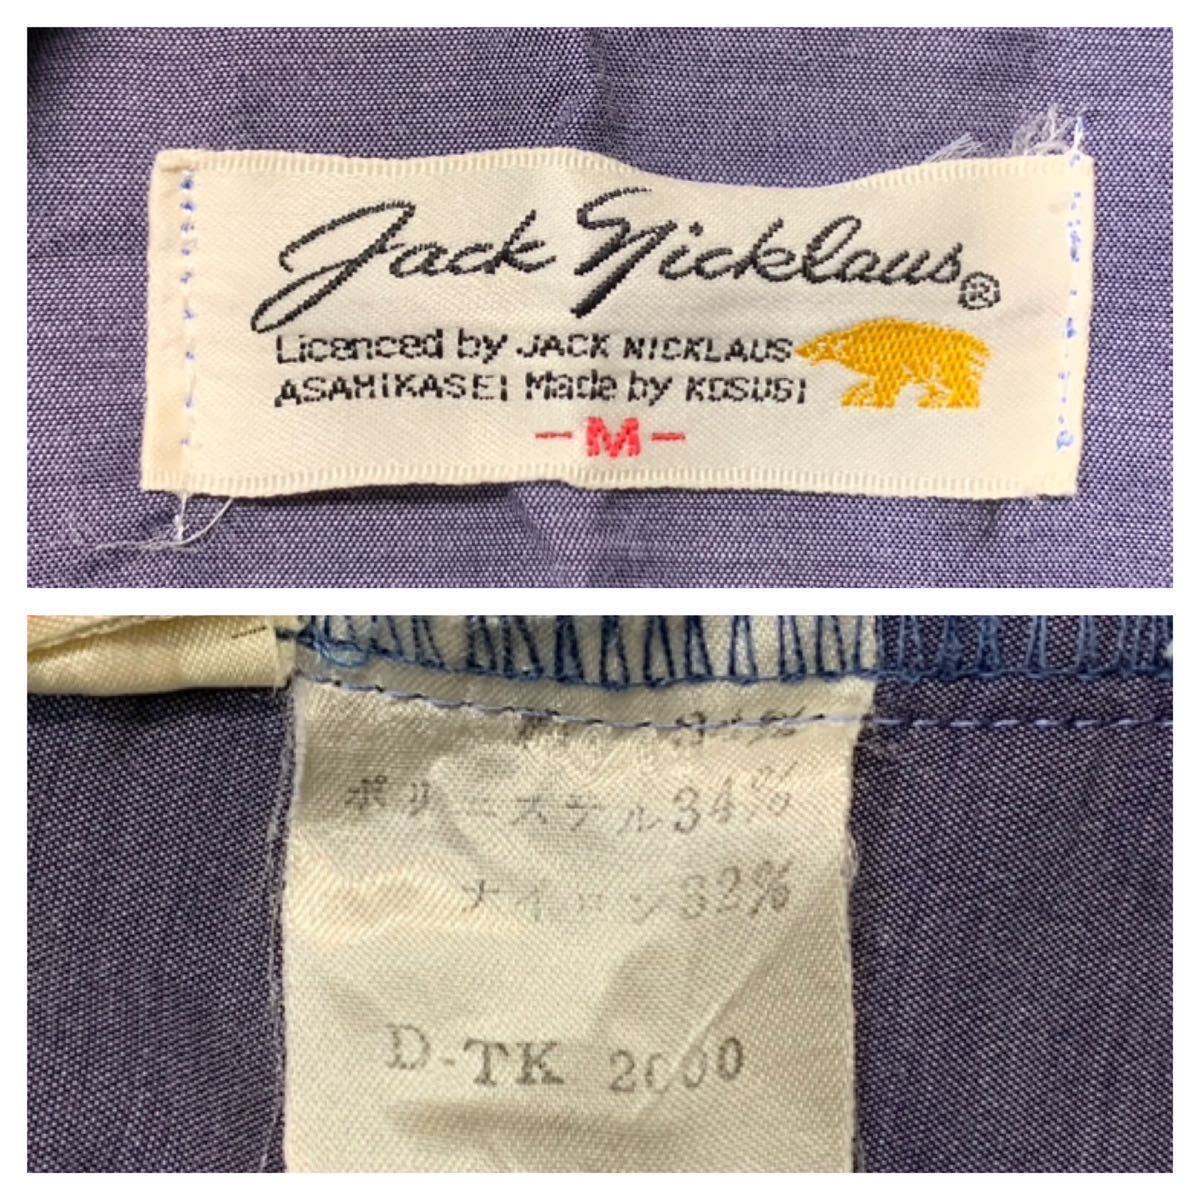 Jack Nicklaus®
Licenced by JACK NICKLAUS
ASAHIKASEI Made by KOSUGI
-M-
34%
ポリエステル34%
ナイロン32%
D-TK 2000